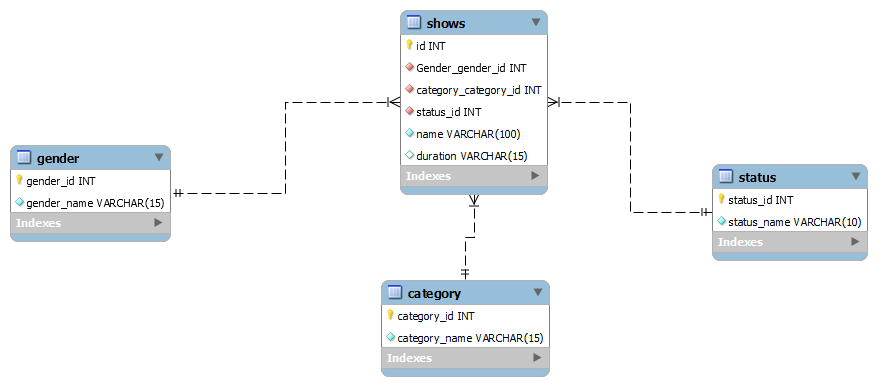 shows
id INT
Gender_gender_id INT
category_category_id INT
status_id INT
name VARCHAR(100)
duration VARCHAR(15)
Indexes
gender
gender_id INT
gender_name VARCHAR(15)
Indexes
status
status_id INT
status_name VARCHAR(10)
Indexes
category
category_id INT
category_name VARCHAR(15)
Indexes